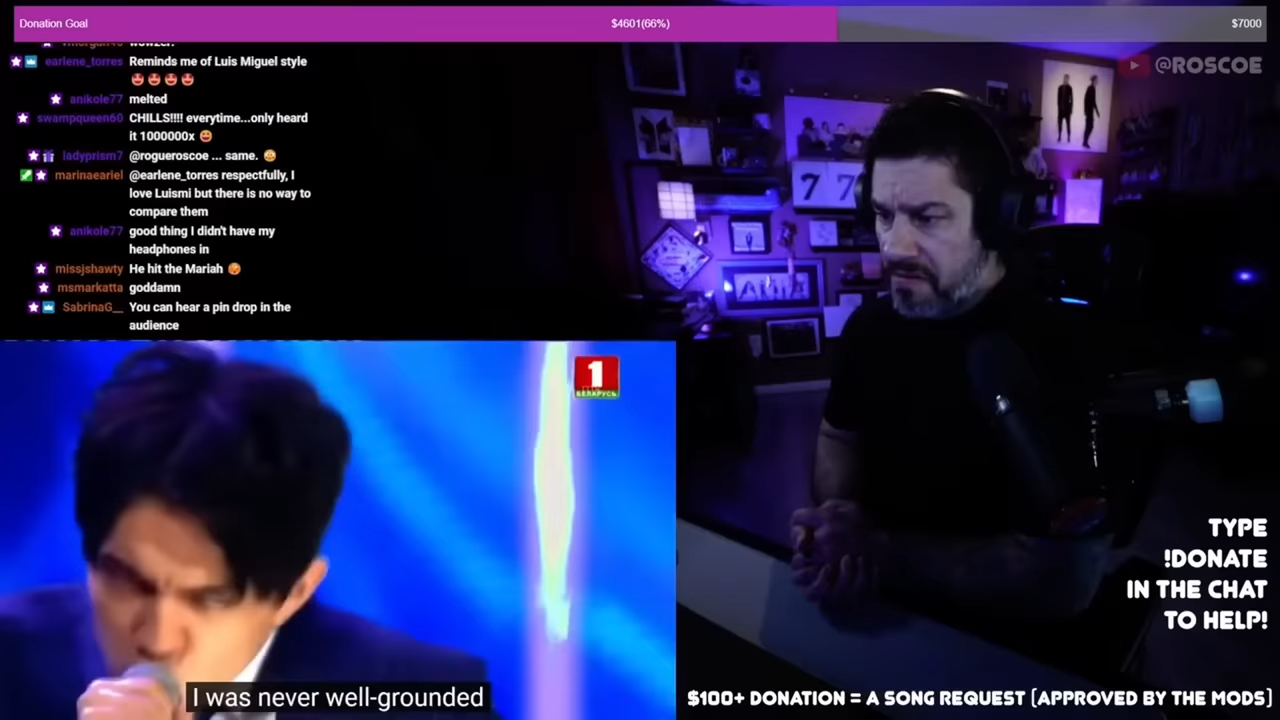 Donation Goal $4601(66%) $7000
@ROSCOE
earlene_torres Reminds me of Luis Miguel style
anikole77 melted
swampqueen60 CHILLS!!!! everytime...only heard
it 1000000x
ladyprism7 @rogueroscoe ... same.
marinaeariel @earlene_torres respectfully, I
love Luismi but there is no way to
compare them
anikole77 good thing I didn't have my
headphones in
missjshawty He hit the Mariah
msmarkatta goddamn
SabrinaG__ You can hear a pin drop in the
audience
77
1
БЕЛАРУСЬ
I was never well-grounded
TYPE
!DONATE
IN THE CHAT
TO HELP!
$100+ DONATION = A SONG REQUEST (APPROVED BY THE MODS)